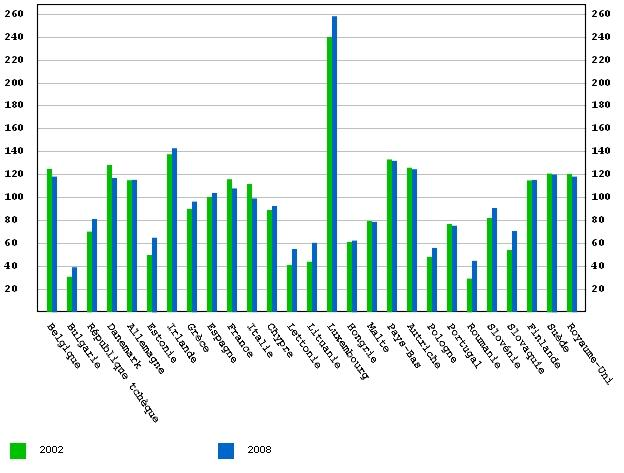 260 260
240 240
220 220
200 200
180 180
160 160
140 140
120 120
100 100
80 80
60 60
40 40
20 20
Belgique
Bulgarie
République tchèque
Danemark
Allemagne
Estonie
Irlande
Grèce
Espagne
France
Italie
Chypre
Lettonie
Lituanie
Luxembourg
Hongrie
Malte
Pays-Bas
Autriche
Pologne
Portugal
Roumanie
Slovénie
Slovaquie
Finlande
Suède
Royaume-Uni
2002 2008